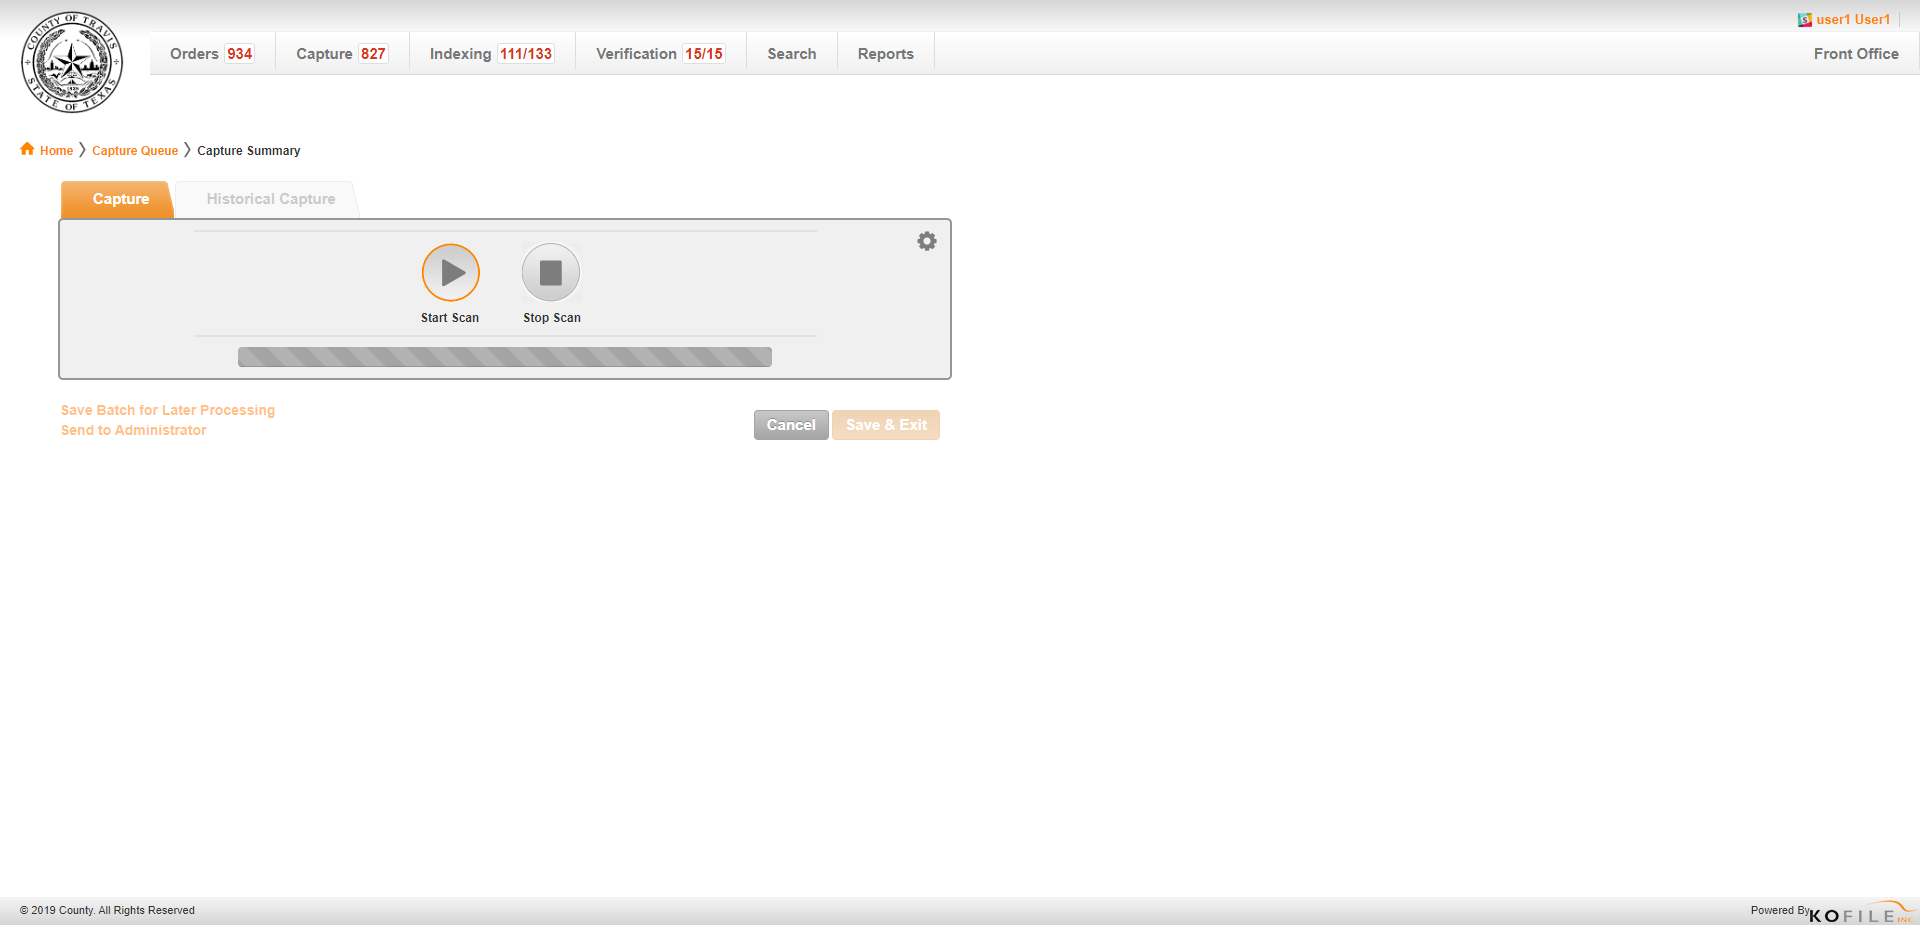 COUNTY OF TRAVIS
STATE OF TEXAS
user1 User1
Orders 934
Capture 827
Indexing 111/133
Verification 15/15
Search
Reports
Front Office
Home
Capture Queue
Capture Summary
Capture
Historical Capture
Start Scan
Stop Scan
Save Batch for Later Processing
Send to Administrator
Cancel
Save & Exit
© 2019 County. All Rights Reserved
Powered By
KOFILE INC.